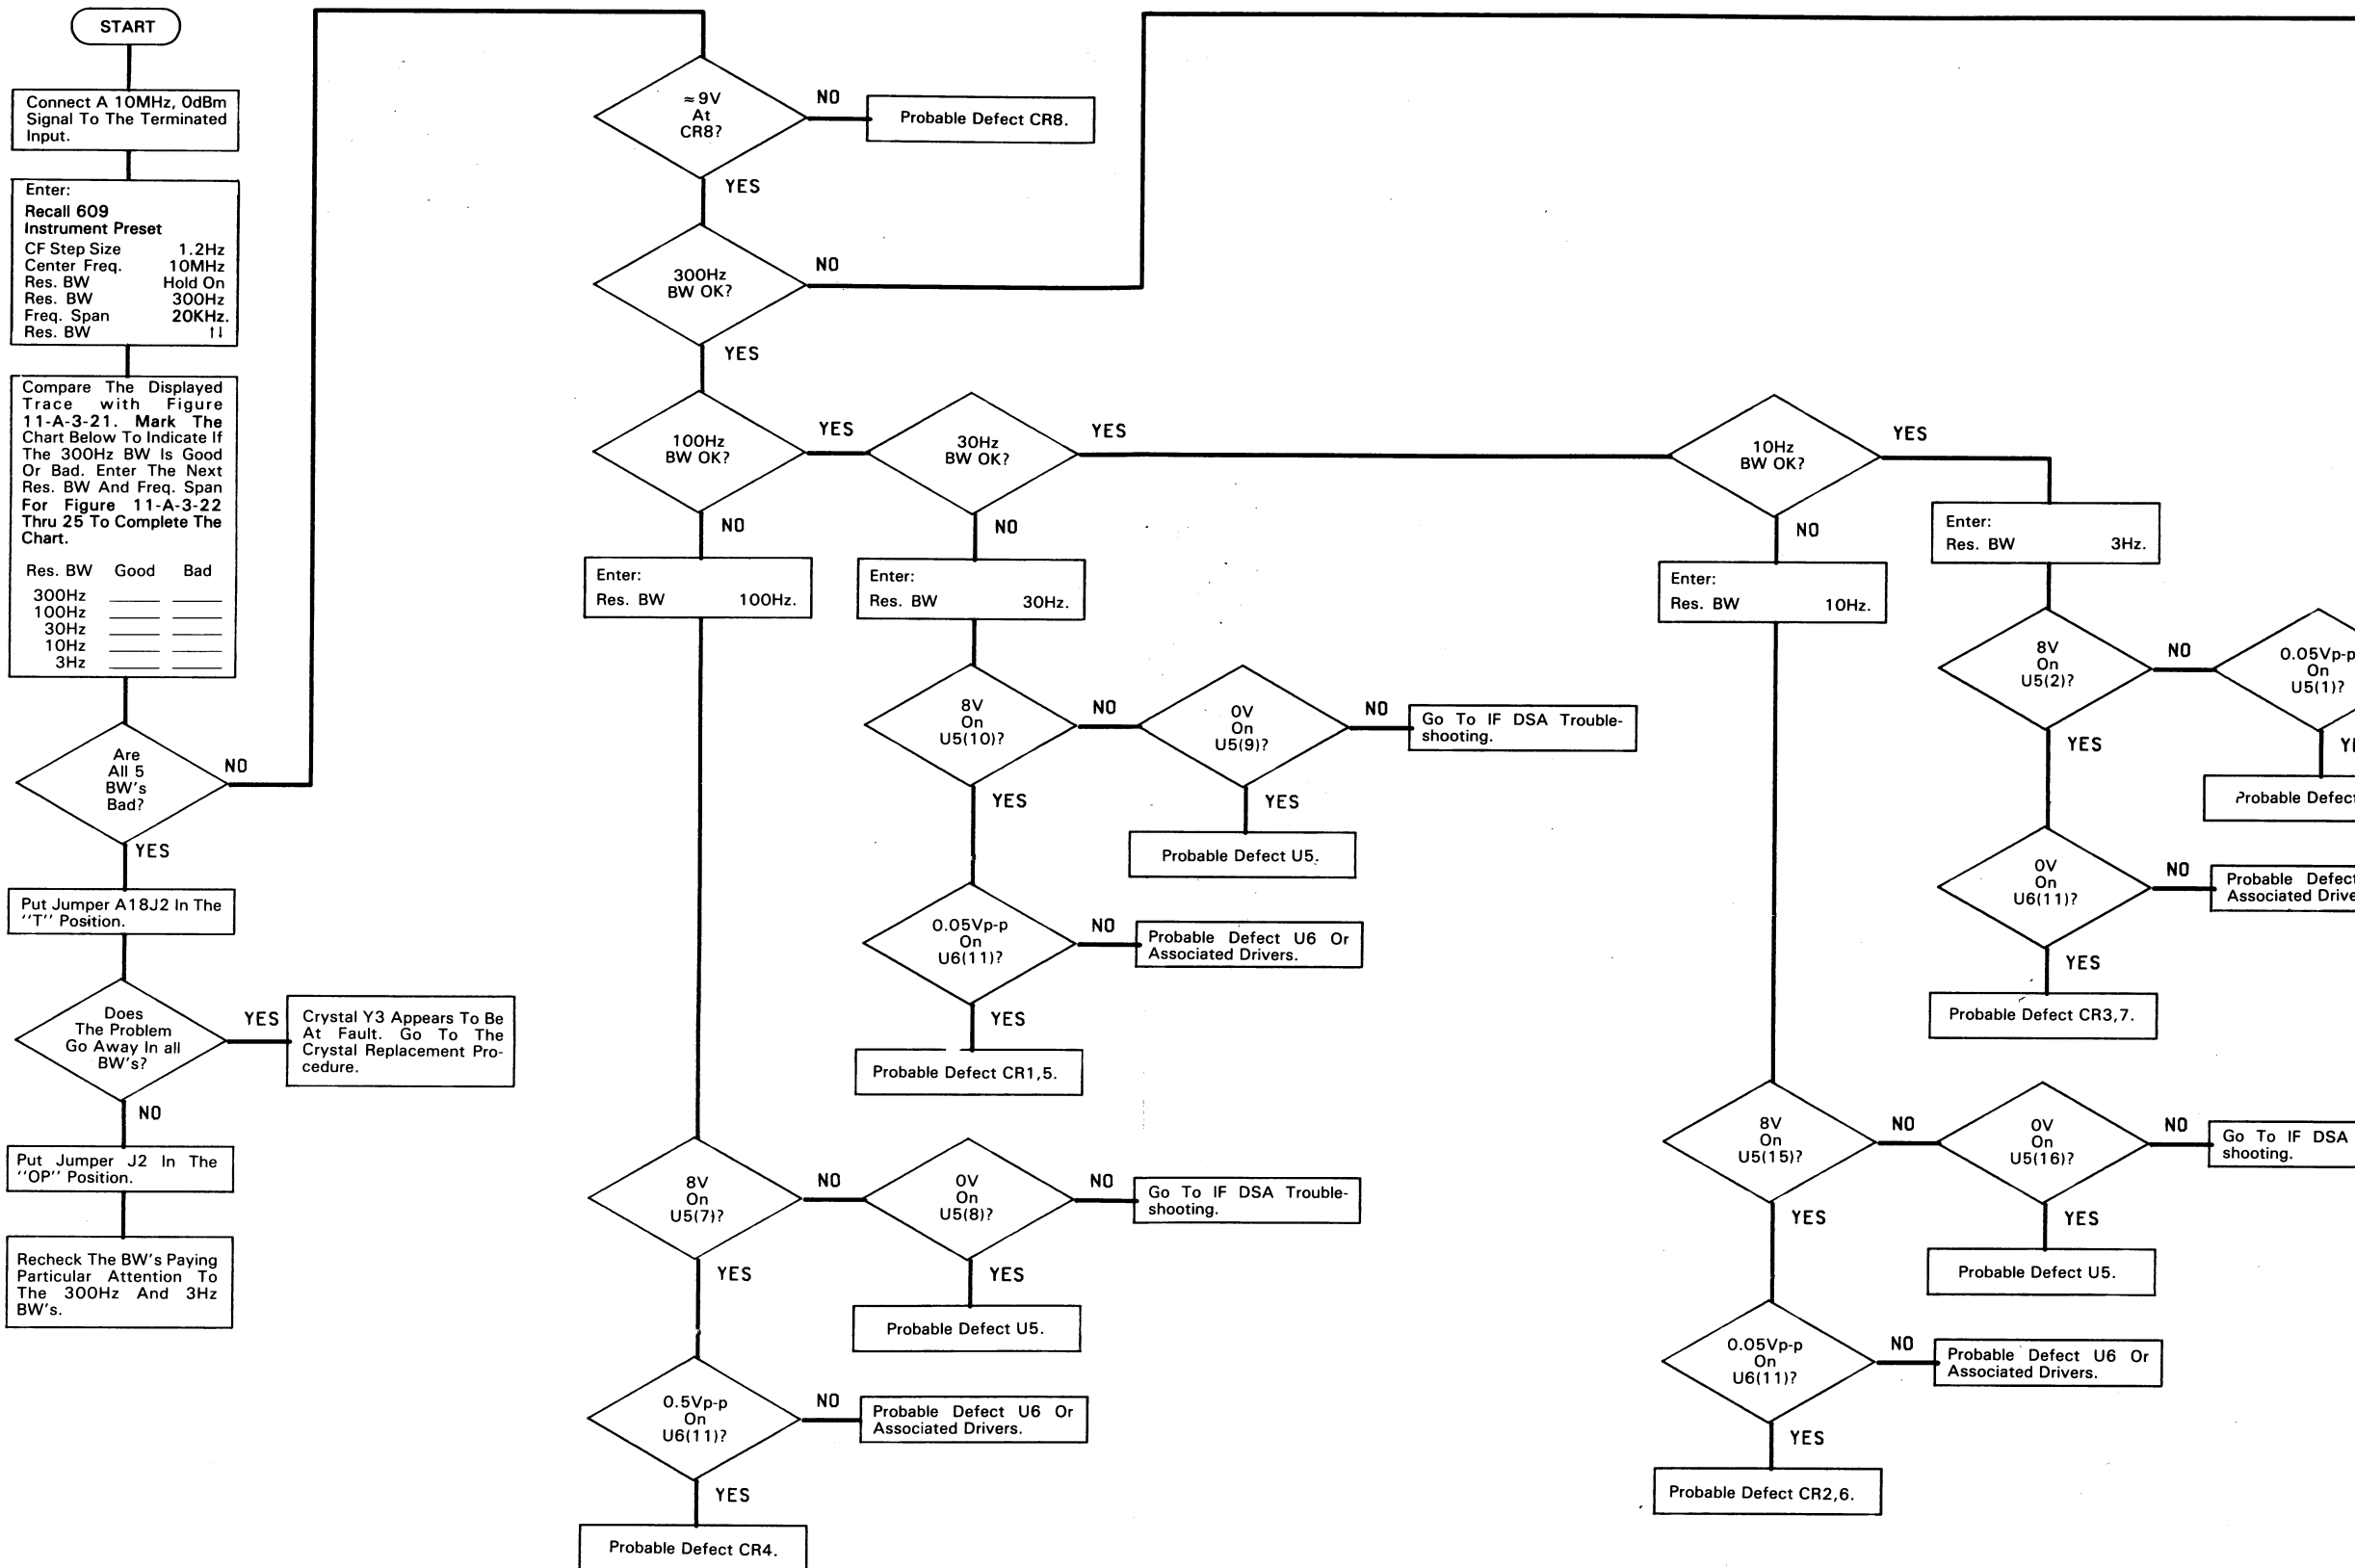 START
Connect A 10MHz, 0dBm
Signal To The Terminated
Input.
Enter:
Recall 609
Instrument Preset
CF Step Size 1.2Hz
Center Freq. 10MHz
Res. BW Hold On
Res. BW 300Hz
Freq. Span 20KHz.
Res. BW ↑↓
Compare The Displayed
Trace with Figure
11-A-3-21. Mark The
Chart Below To Indicate If
The 300Hz BW Is Good
Or Bad. Enter The Next
Res. BW And Freq. Span
For Figure 11-A-3-22
Thru 25 To Complete The
Chart.
Res. BW Good Bad
300Hz
100Hz
30Hz
10Hz
3Hz
Are
All 5
BW's
Bad?
NO
YES
Put Jumper A18J2 In The
"T" Position.
Does
The Problem
Go Away In all
BW's?
YES
Crystal Y3 Appears To Be
At Fault. Go To The
Crystal Replacement Pro-
cedure.
NO
Put Jumper J2 In The
"OP" Position.
Recheck The BW's Paying
Particular Attention To
The 300Hz And 3Hz
BW's.
≈9V
At
CR8?
NO
Probable Defect CR8.
YES
300Hz
BW OK?
NO
YES
100Hz
BW OK?
YES
NO
Enter:
Res. BW 100Hz.
8V
On
U5(7)?
NO
0V
On
U5(8)?
NO
Go To IF DSA Trouble-
shooting.
YES
Probable Defect U5.
YES
0.5Vp-p
On
U6(11)?
NO
Probable Defect U6 Or
Associated Drivers.
YES
Probable Defect CR4.
30Hz
BW OK?
YES
NO
Enter:
Res. BW 30Hz.
8V
On
U5(10)?
NO
0V
On
U5(9)?
NO
Go To IF DSA Trouble-
shooting.
YES
Probable Defect U5.
YES
0.05Vp-p
On
U6(11)?
NO
Probable Defect U6 Or
Associated Drivers.
YES
Probable Defect CR1,5.
10Hz
BW OK?
YES
NO
Enter:
Res. BW 10Hz.
8V
On
U5(15)?
NO
0V
On
U5(16)?
NO
Go To IF DSA
shooting.
YES
Probable Defect U5.
YES
0.05Vp-p
On
U6(11)?
NO
Probable Defect U6 Or
Associated Drivers.
YES
Probable Defect CR2,6.
Enter:
Res. BW 3Hz.
8V
On
U5(2)?
NO
0.05Vp-p
On
U5(1)?
Probable Defect
YES
0V
On
U6(11)?
NO
Probable Defect
Associated
YES
Probable Defect CR3,7.